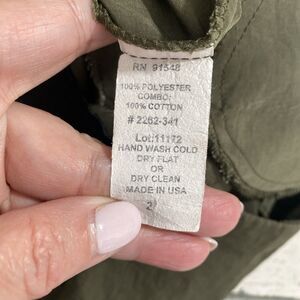 RN 91548
100% POLYESTER
COMBO:
100% COTTON
# 2262-341
Lot:11172
HAND WASH COLD
DRY FLAT
OR
DRY CLEAN
MADE IN USA
2